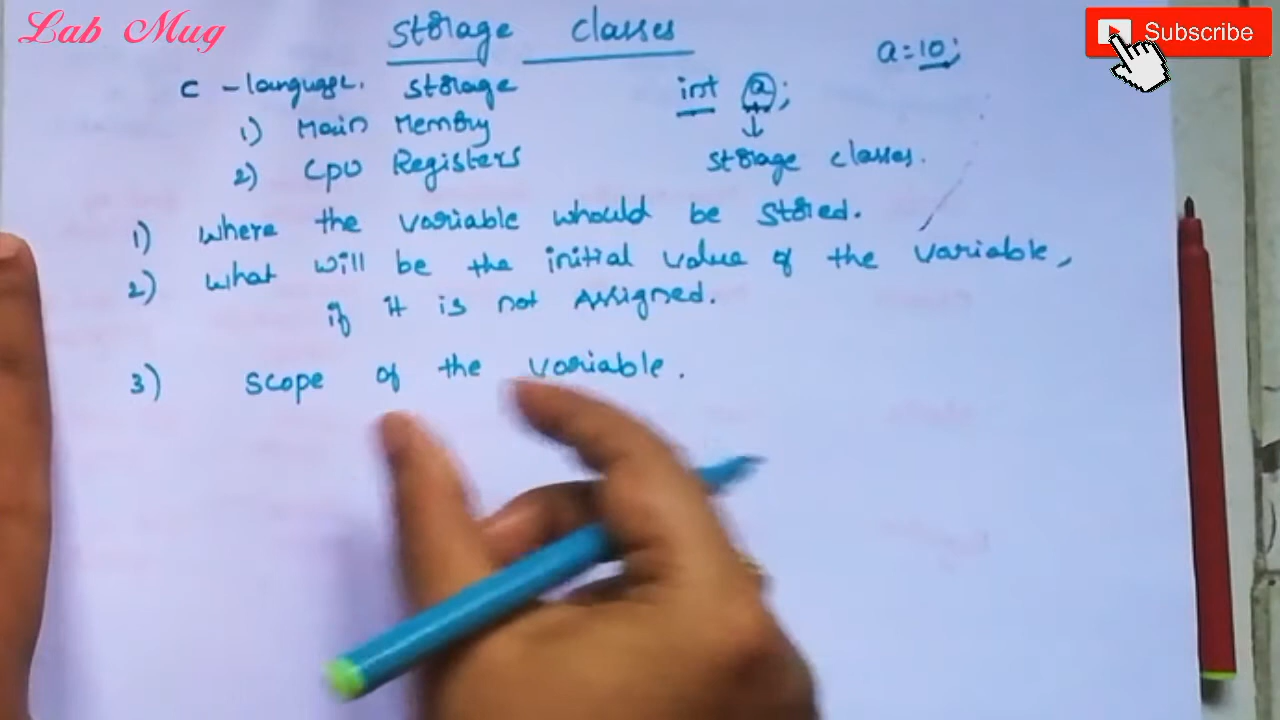 Lab Mug
Subscribe
Storage Classes
a=10;
C - language. Storage
int a;
1) Main Memory
2) CPU Registers
storage classes.
1) where the variable whould be stored.
2) what will be the initial value of the variable,
if it is not Assigned.
3) scope of the variable.